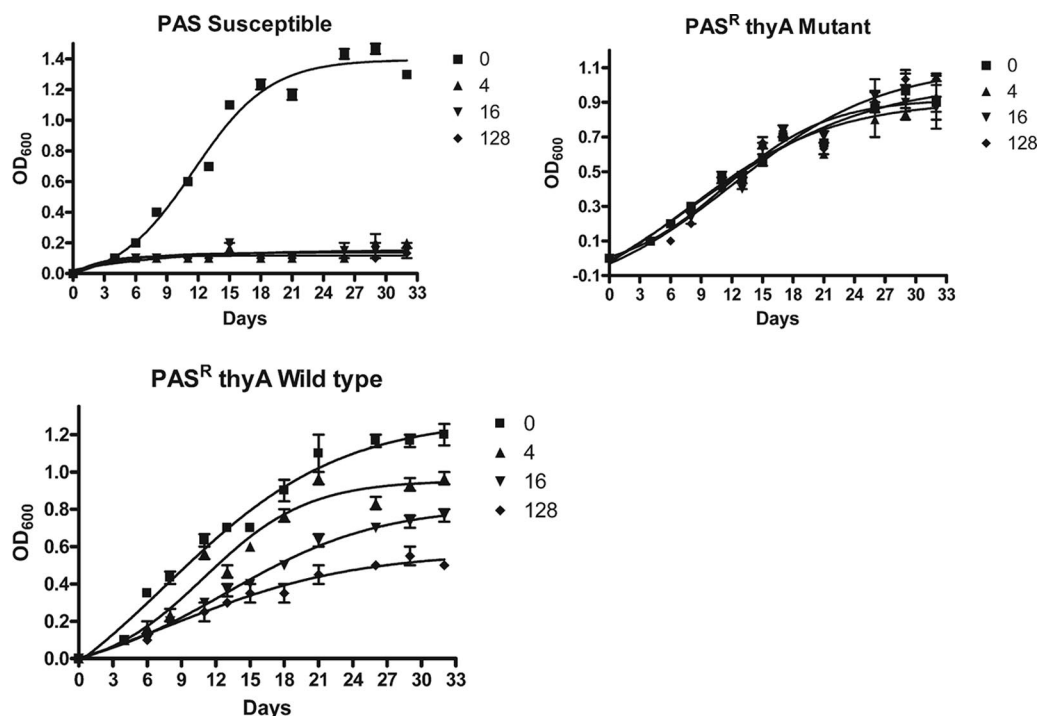 PAS Susceptible
OD600
1.4
1.2
1.0
0.8
0.6
0.4
0.2
0.0
0 3 6 9 12 15 18 21 24 27 30 33
Days
0
4
16
128
PASR thyA Mutant
OD600
1.1
0.9
0.7
0.5
0.3
0.1
-0.1
0 3 6 9 12 15 18 21 24 27 30 33
Days
0
4
16
128
PASR thyA Wild type
OD600
1.2
1.0
0.8
0.6
0.4
0.2
0.0
0 3 6 9 12 15 18 21 24 27 30 33
Days
0
4
16
128